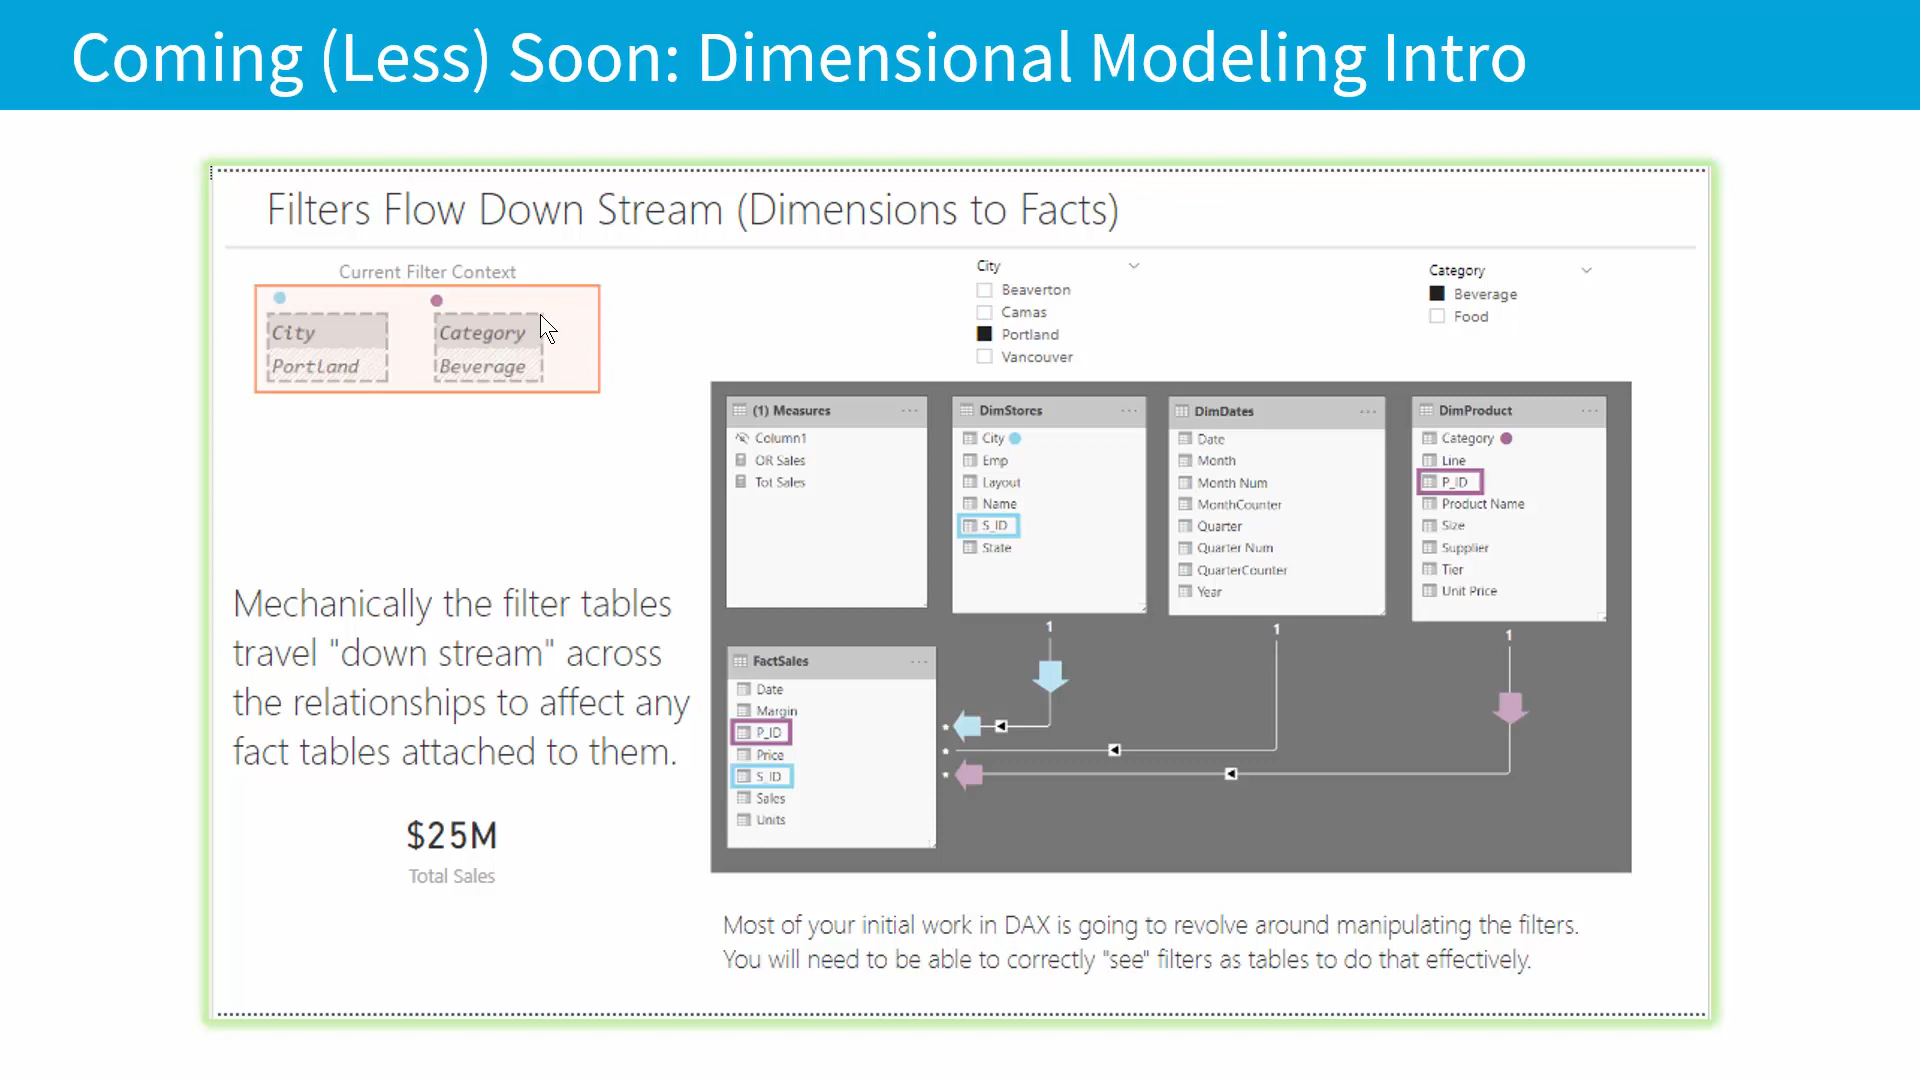 Coming (Less) Soon: Dimensional Modeling Intro
Filters Flow Down Stream (Dimensions to Facts)
Current Filter Context
City
Portland
Category
Beverage
City
Beaverton
Camas
Portland
Vancouver
Category
Beverage
Food
Mechanically the filter tables
travel "down stream" across
the relationships to affect any
fact tables attached to them.
$25M
Total Sales
(1) Measures
Column1
OR Sales
Tot Sales
DimStores
City
Emp
Layout
Name
S_ID
State
DimDates
Date
Month
Month Num
MonthCounter
Quarter
Quarter Num
QuarterCounter
Year
DimProduct
Category
Line
P_ID
Product Name
Size
Supplier
Tier
Unit Price
1
1
1
FactSales
Date
Margin
P_ID
Price
S_ID
Sales
Units
*
*
*
Most of your initial work in DAX is going to revolve around manipulating the filters.
You will need to be able to correctly "see" filters as tables to do that effectively.